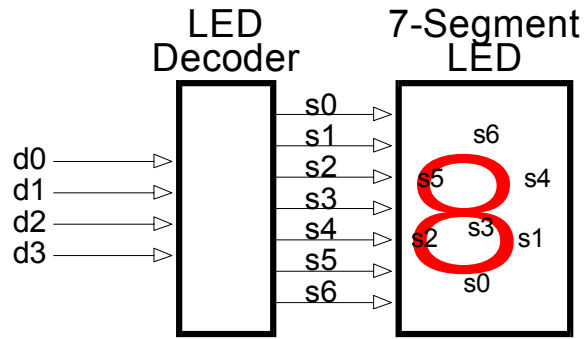 LED
Decoder
7-Segment
LED
d0
d1
d2
d3
s0
s1
s2
s3
s4
s5
s6
s6
s5
s4
s3
s2
s1
s0